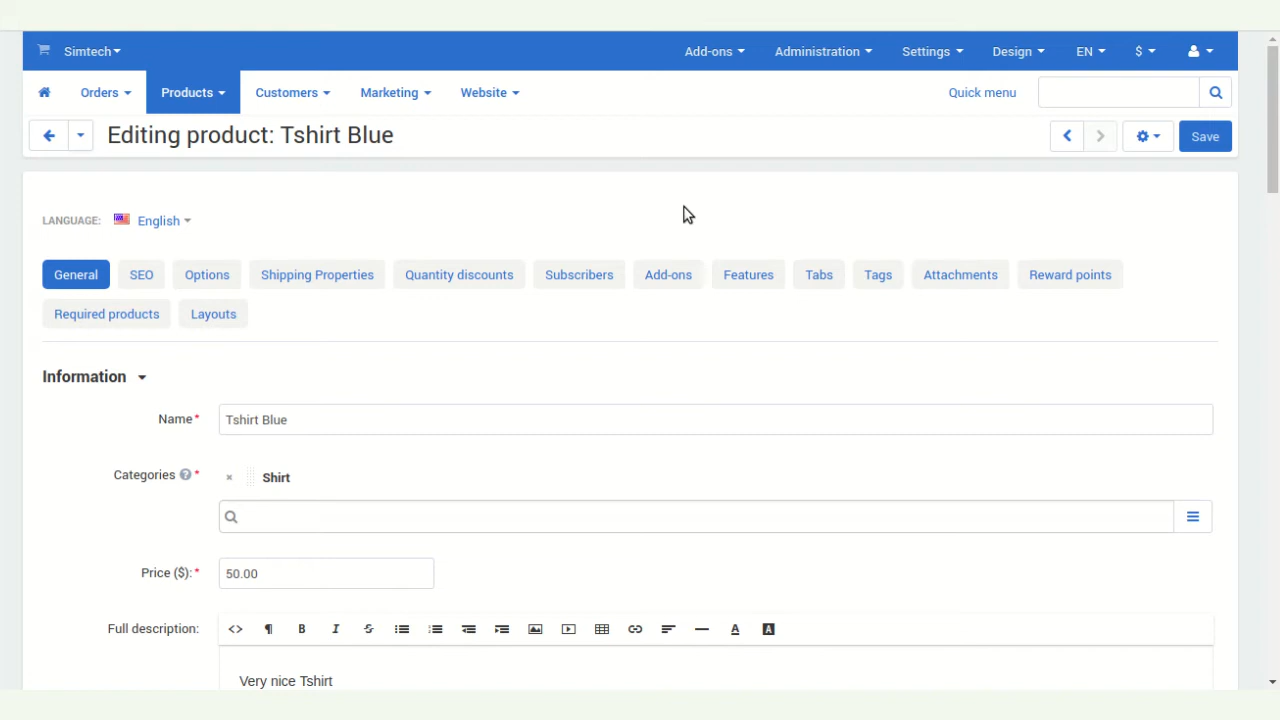 Simtech Add-ons Administration Settings Design EN $
Orders Products Customers Marketing Website Quick menu
Editing product: Tshirt Blue Save
LANGUAGE: English
General SEO Options Shipping Properties Quantity discounts Subscribers Add-ons Features Tabs Tags Attachments Reward points
Required products Layouts
Information
Name* Tshirt Blue
Categories ? * × Shirt
Price ($): * 50.00
Full description: <> ¶ B I S A A
Very nice Tshirt